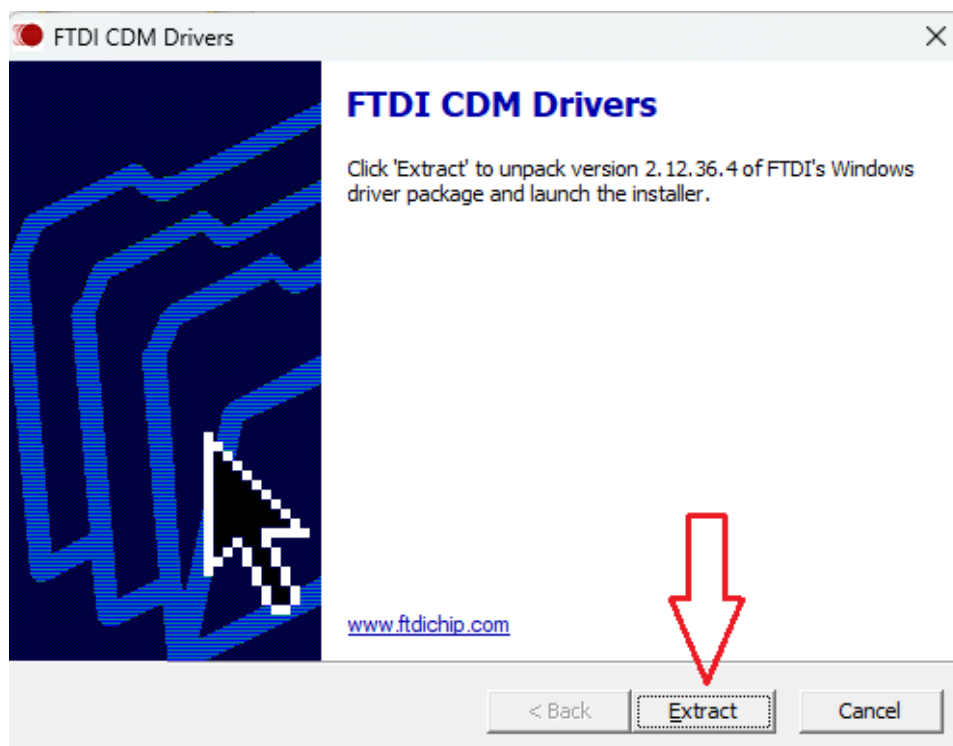 FTDI CDM Drivers
FTDI CDM Drivers
Click 'Extract' to unpack version 2.12.36.4 of FTDI's Windows
driver package and launch the installer.
www.ftdichip.com
< Back
Extract
Cancel